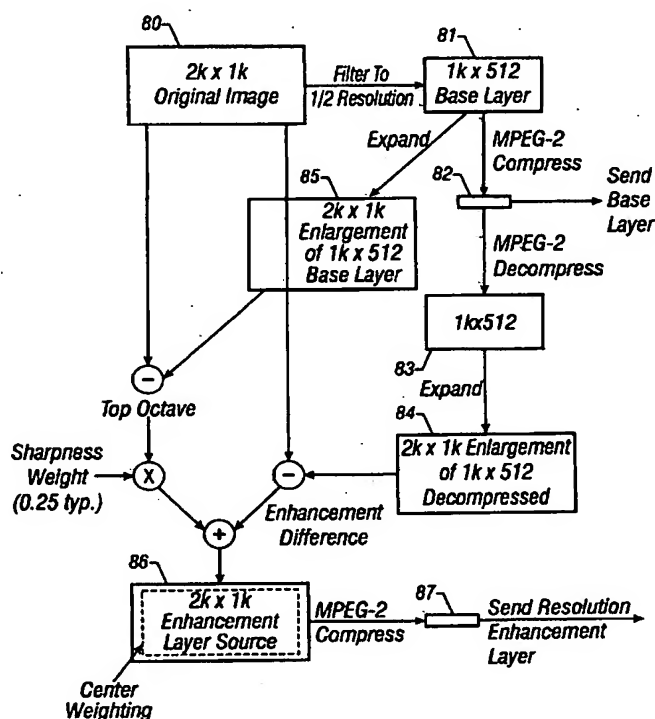 80
2k x 1k
Original Image
Filter To
1/2 Resolution
81
1k x 512
Base Layer
Expand
MPEG-2
Compress
82
Send
Base
Layer
85
2k x 1k
Enlargement
of 1k x 512
Base Layer
MPEG-2
Decompress
1kx512
83
Expand
−
Top Octave
84
2k x 1k Enlargement
of 1k x 512
Decompressed
Sharpness
Weight
(0.25 typ.)
X
−
Enhancement
Difference
+
86
2k x 1k
Enhancement
Layer Source
MPEG-2
Compress
87
Send Resolution
Enhancement
Layer
Center
Weighting